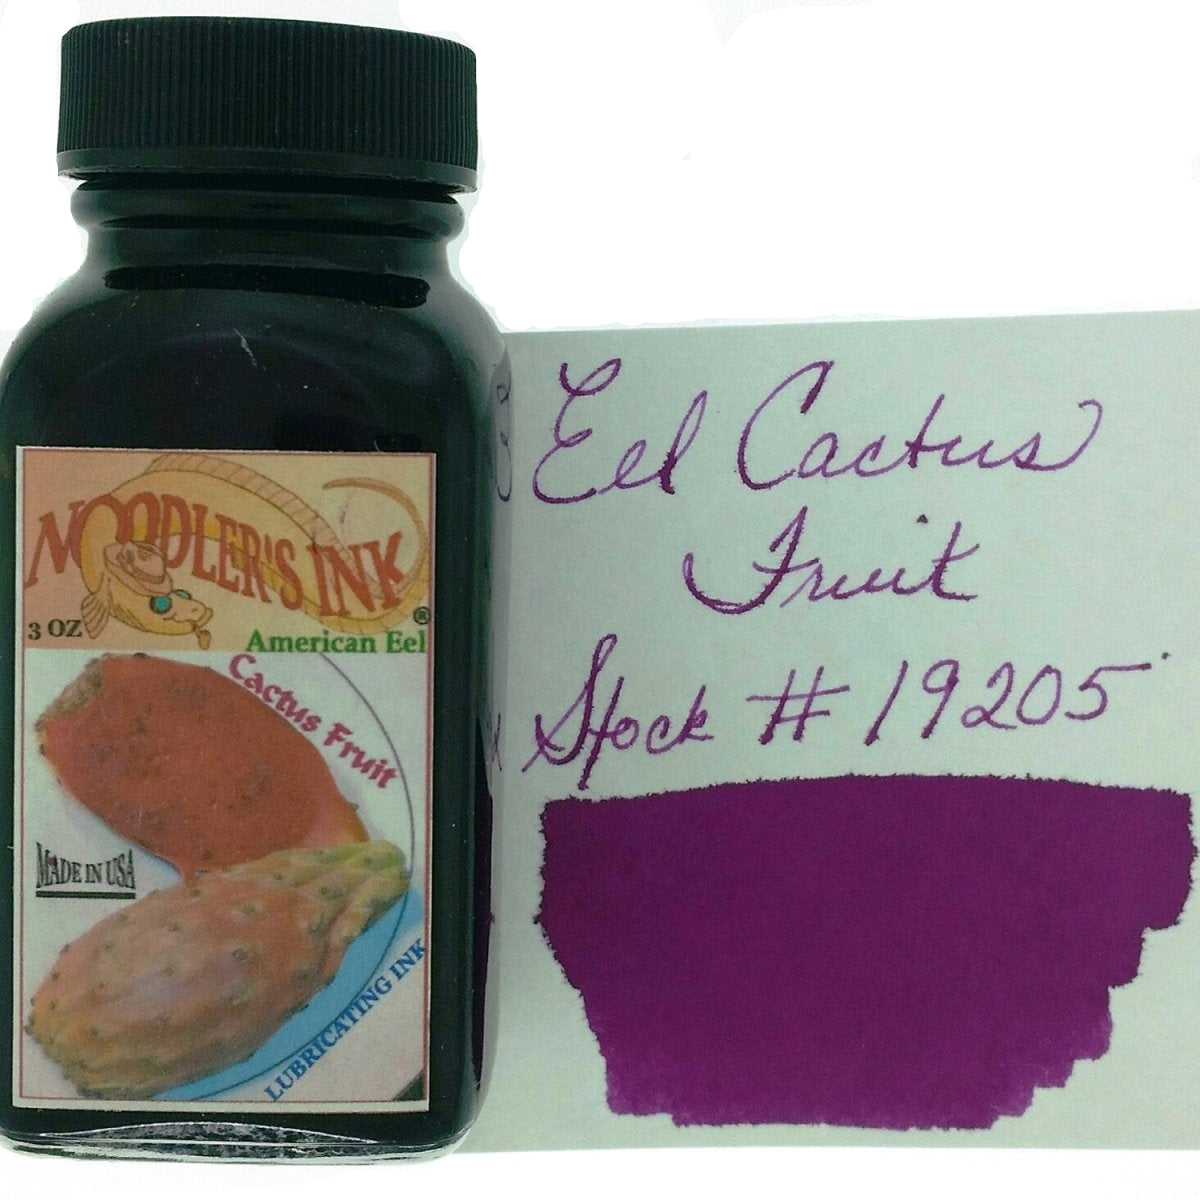 NOODLER'S INK®
3 OZ
American Eel
Cactus Fruit
MADE IN USA
LUBRICATING INK
Eel Cactus
Fruit
Stock # 19205